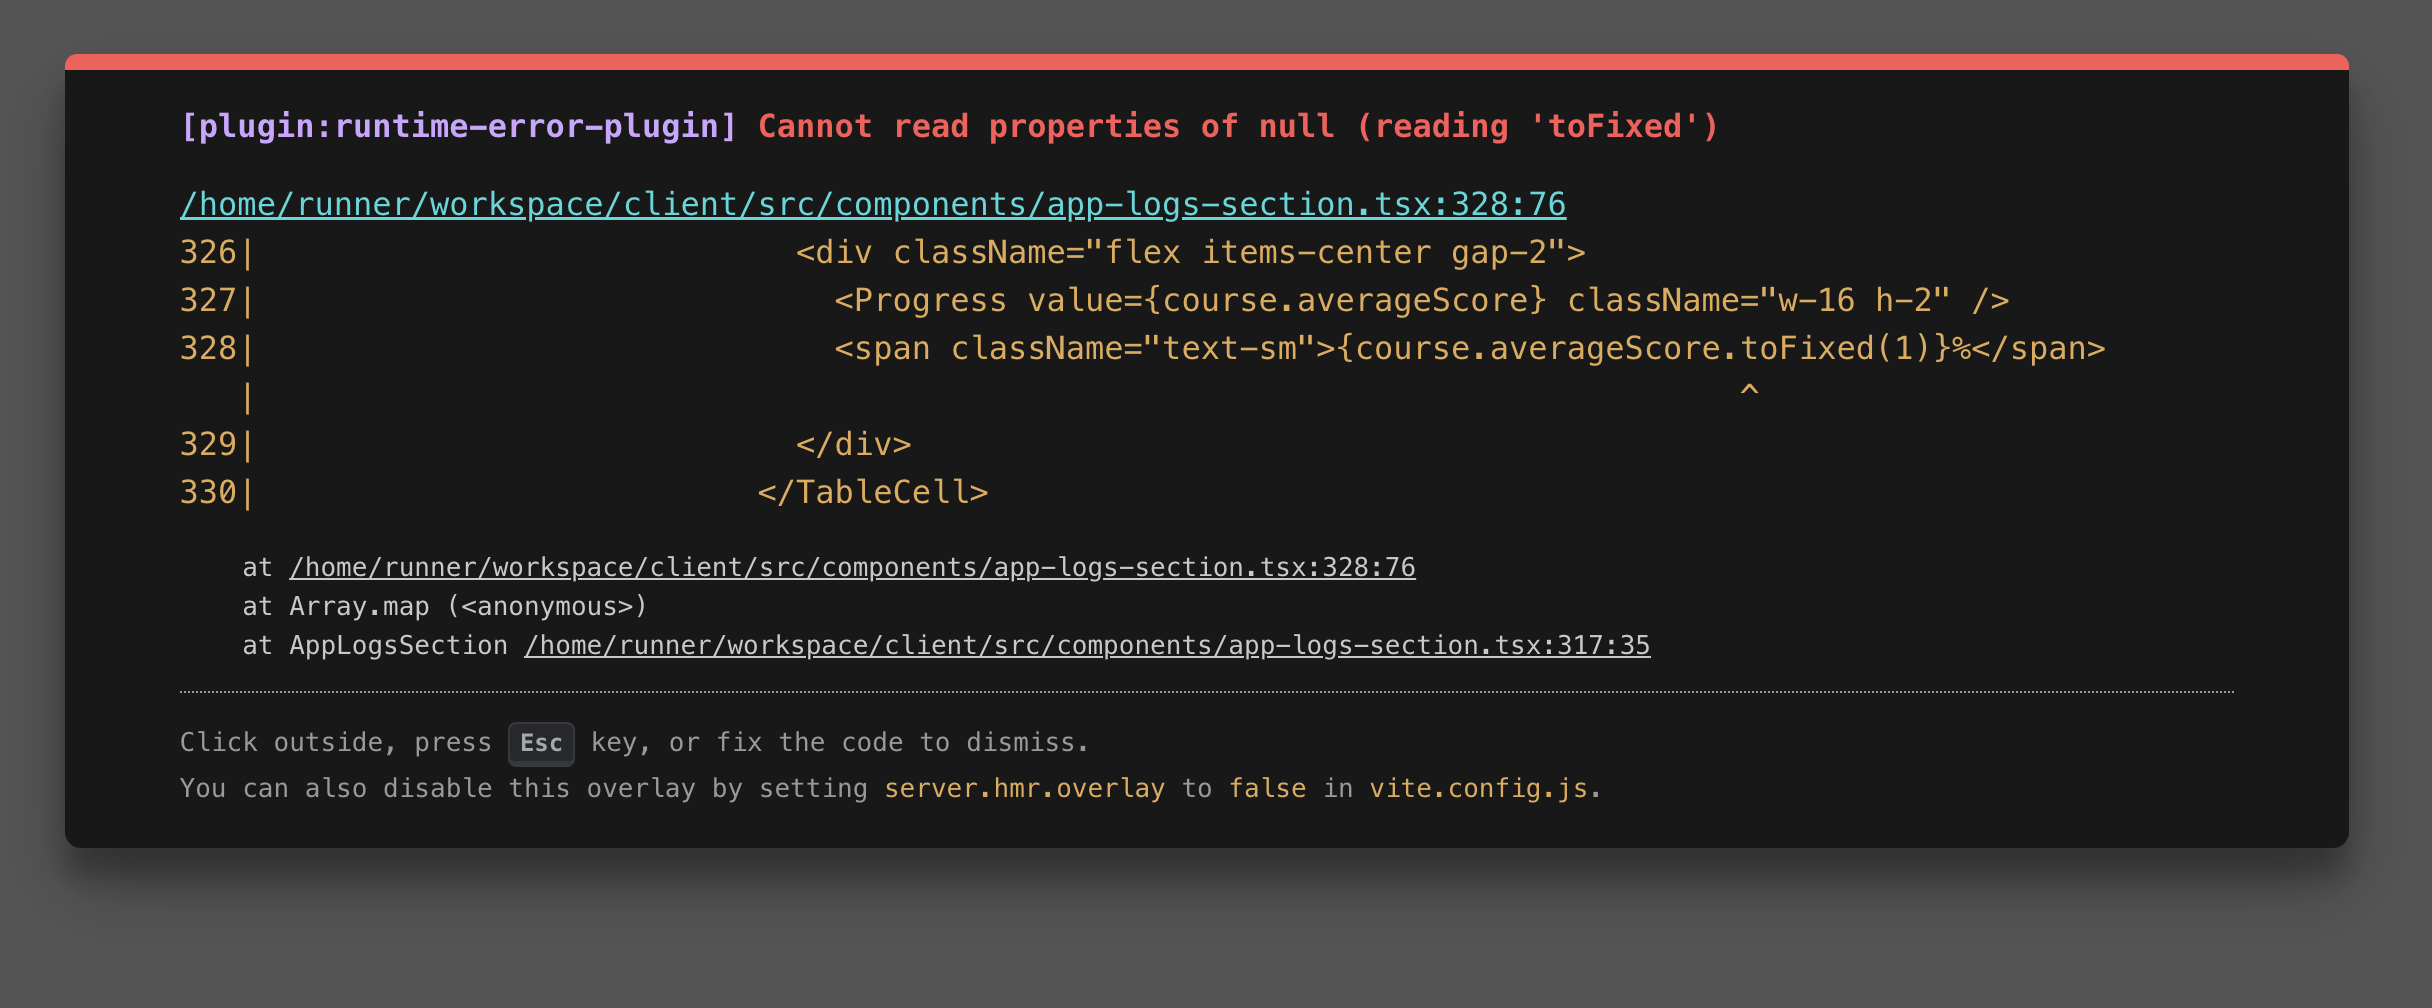 [plugin:runtime-error-plugin] Cannot read properties of null (reading 'toFixed')
/home/runner/workspace/client/src/components/app-logs-section.tsx:328:76
326|                            <div className="flex items-center gap-2">
327|                              <Progress value={course.averageScore} className="w-16 h-2" />
328|                              <span className="text-sm">{course.averageScore.toFixed(1)}%</span>
   |                                                                             ^
329|                            </div>
330|                          </TableCell>
    at /home/runner/workspace/client/src/components/app-logs-section.tsx:328:76
    at Array.map (<anonymous>)
    at AppLogsSection /home/runner/workspace/client/src/components/app-logs-section.tsx:317:35
Click outside, press Esc key, or fix the code to dismiss.
You can also disable this overlay by setting server.hmr.overlay to false in vite.config.js.